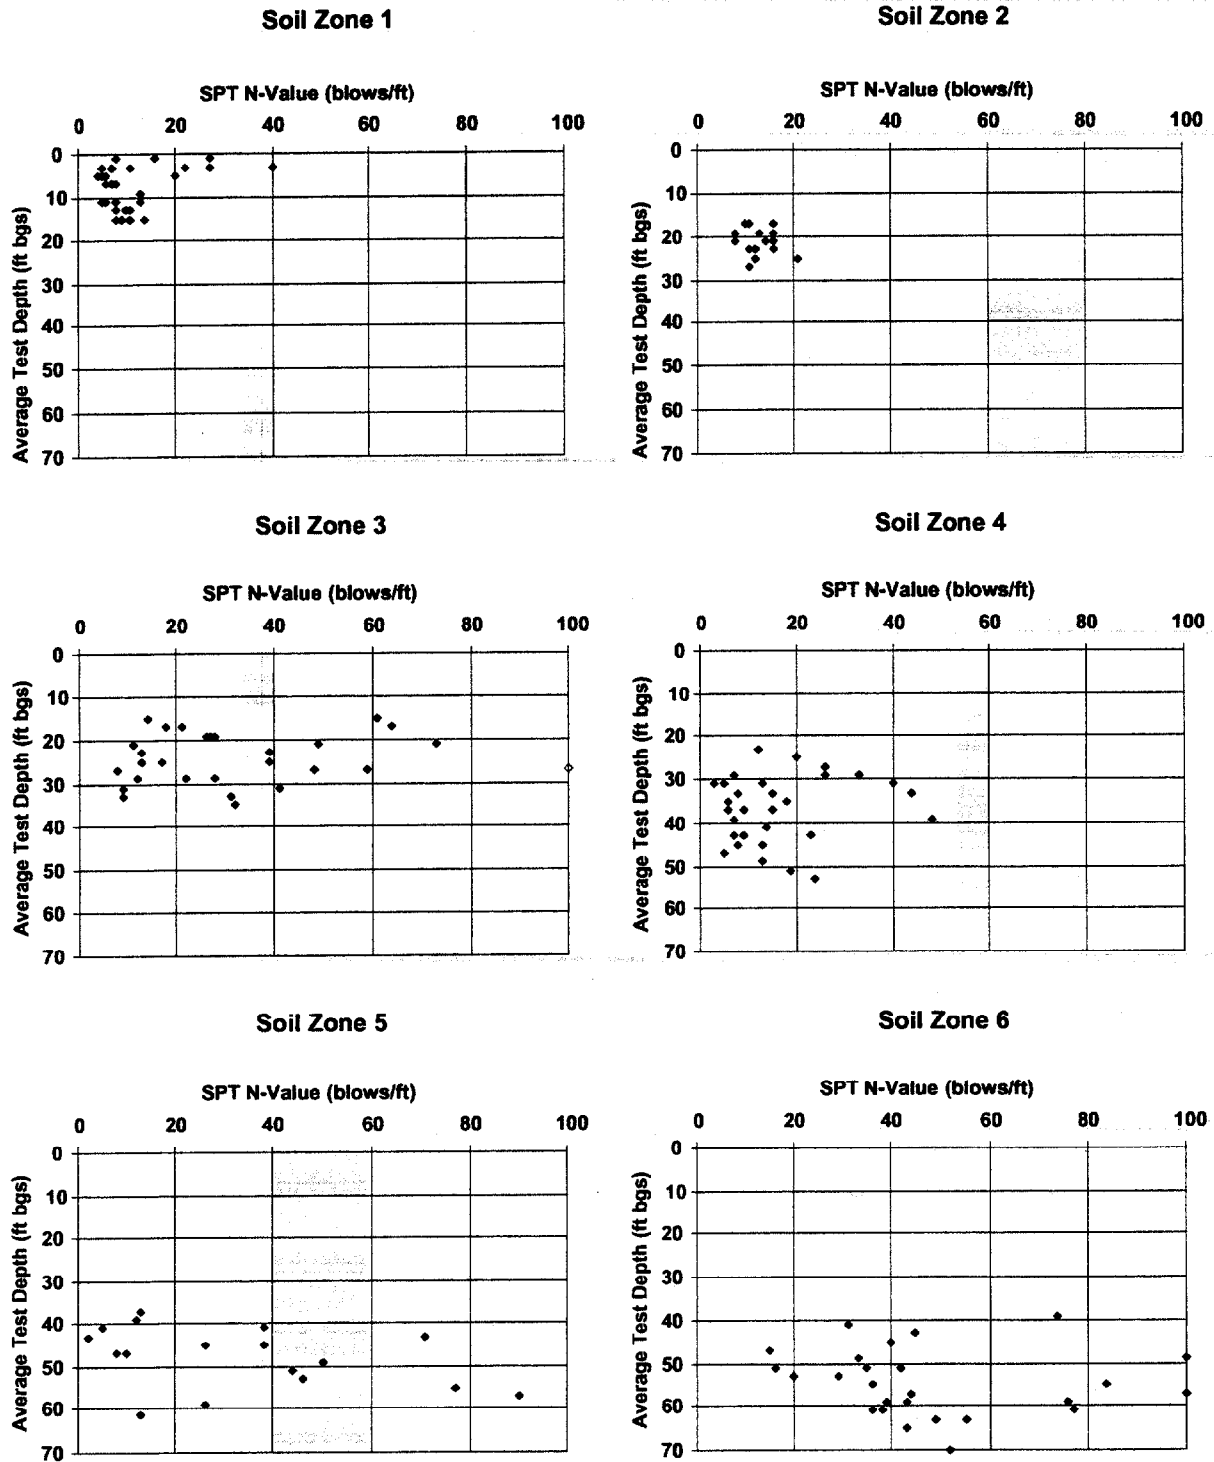 Soil Zone 1
SPT N-Value (blows/ft)
0 20 40 60 80 100
Average Test Depth (ft bgs)
0
10
20
30
40
50
60
70
Soil Zone 2
SPT N-Value (blows/ft)
0 20 40 60 80 100
Average Test Depth (ft bgs)
0
10
20
30
40
50
60
70
Soil Zone 3
SPT N-Value (blows/ft)
0 20 40 60 80 100
Average Test Depth (ft bgs)
0
10
20
30
40
50
60
70
Soil Zone 4
SPT N-Value (blows/ft)
0 20 40 60 80 100
Average Test Depth (ft bgs)
0
10
20
30
40
50
60
70
Soil Zone 5
SPT N-Value (blows/ft)
0 20 40 60 80 100
Average Test Depth (ft bgs)
0
10
20
30
40
50
60
70
Soil Zone 6
SPT N-Value (blows/ft)
0 20 40 60 80 100
Average Test Depth (ft bgs)
0
10
20
30
40
50
60
70